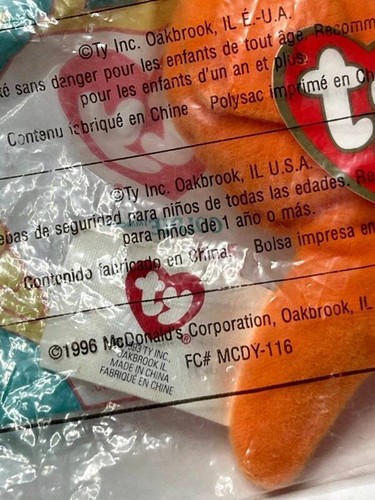 ©Ty Inc. Oakbrook, IL É.-U.A.
sans danger pour les enfants de tout âge.
pour les enfants d'un an et plus.
Contenu fabriqué en Chine Polysac imprimé en
©Ty Inc. Oakbrook, IL U.S.A.
de seguridad para niños de todas las edades.
para niños de 1 año o más.
Contenido fabricado en China. Bolsa impresa en
ty
©1996 McDonald's Corporation, Oakbrook, IL
FC# MCDY-116
TY INC.
OAKBROOK IL
MADE IN CHINA
FABRIQUÉ EN CHINE